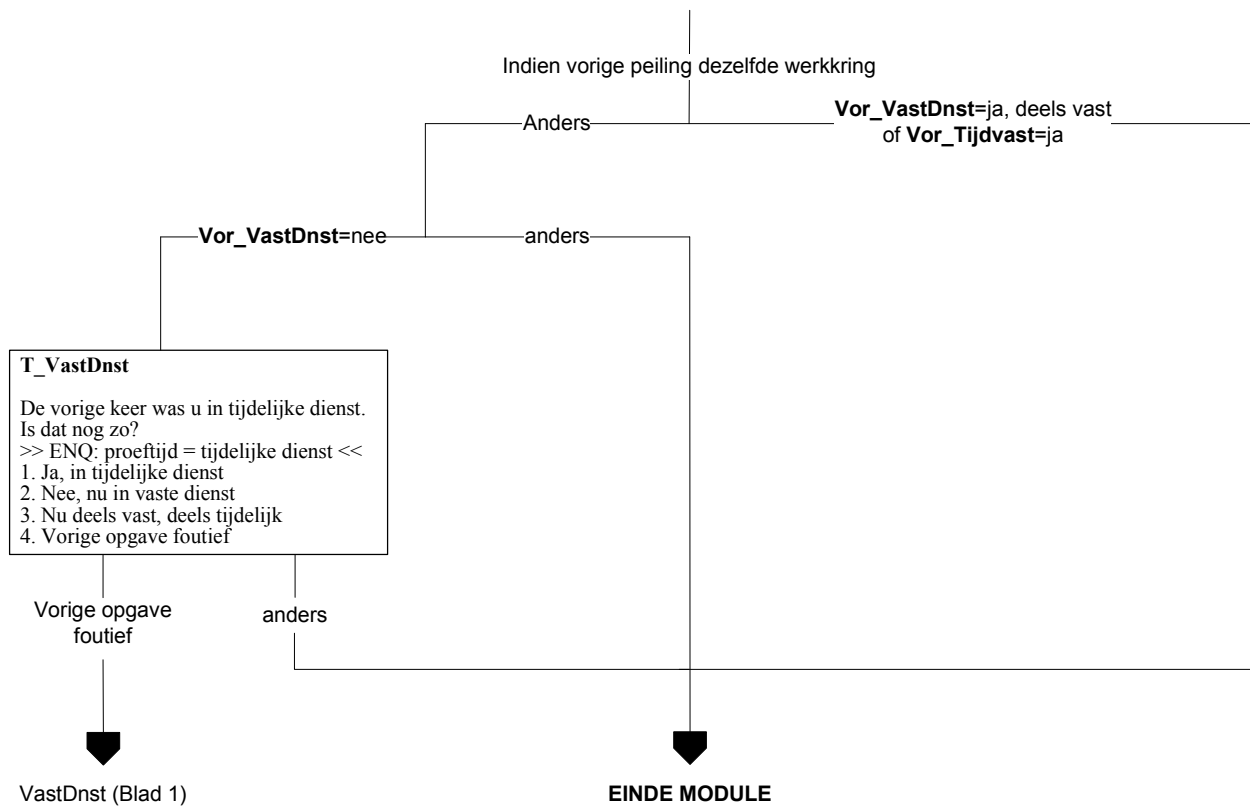 Indien vorige peiling dezelfde werkkring
Anders
Vor_VastDnst=ja, deels vast
of Vor_Tijdvast=ja
Vor_VastDnst=nee
anders
T_VastDnst
De vorige keer was u in tijdelijke dienst.
Is dat nog zo?
>> ENQ: proeftijd = tijdelijke dienst <<
1. Ja, in tijdelijke dienst
2. Nee, nu in vaste dienst
3. Nu deels vast, deels tijdelijk
4. Vorige opgave foutief
Vorige opgave
foutief
anders
VastDnst (Blad 1)
EINDE MODULE